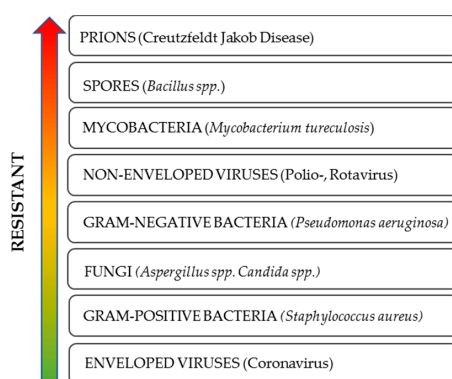 RESISTANT
PRIONS (Creutzfeldt Jakob Disease)
SPORES (Bacillus spp.)
MYCOBACTERIA (Mycobacterium tureculosis)
NON-ENVELOPED VIRUSES (Polio-, Rotavirus)
GRAM-NEGATIVE BACTERIA (Pseudomonas aeruginosa)
FUNGI (Aspergillus spp. Candida spp.)
GRAM-POSITIVE BACTERIA (Staphylococcus aureus)
ENVELOPED VIRUSES (Coronavirus)